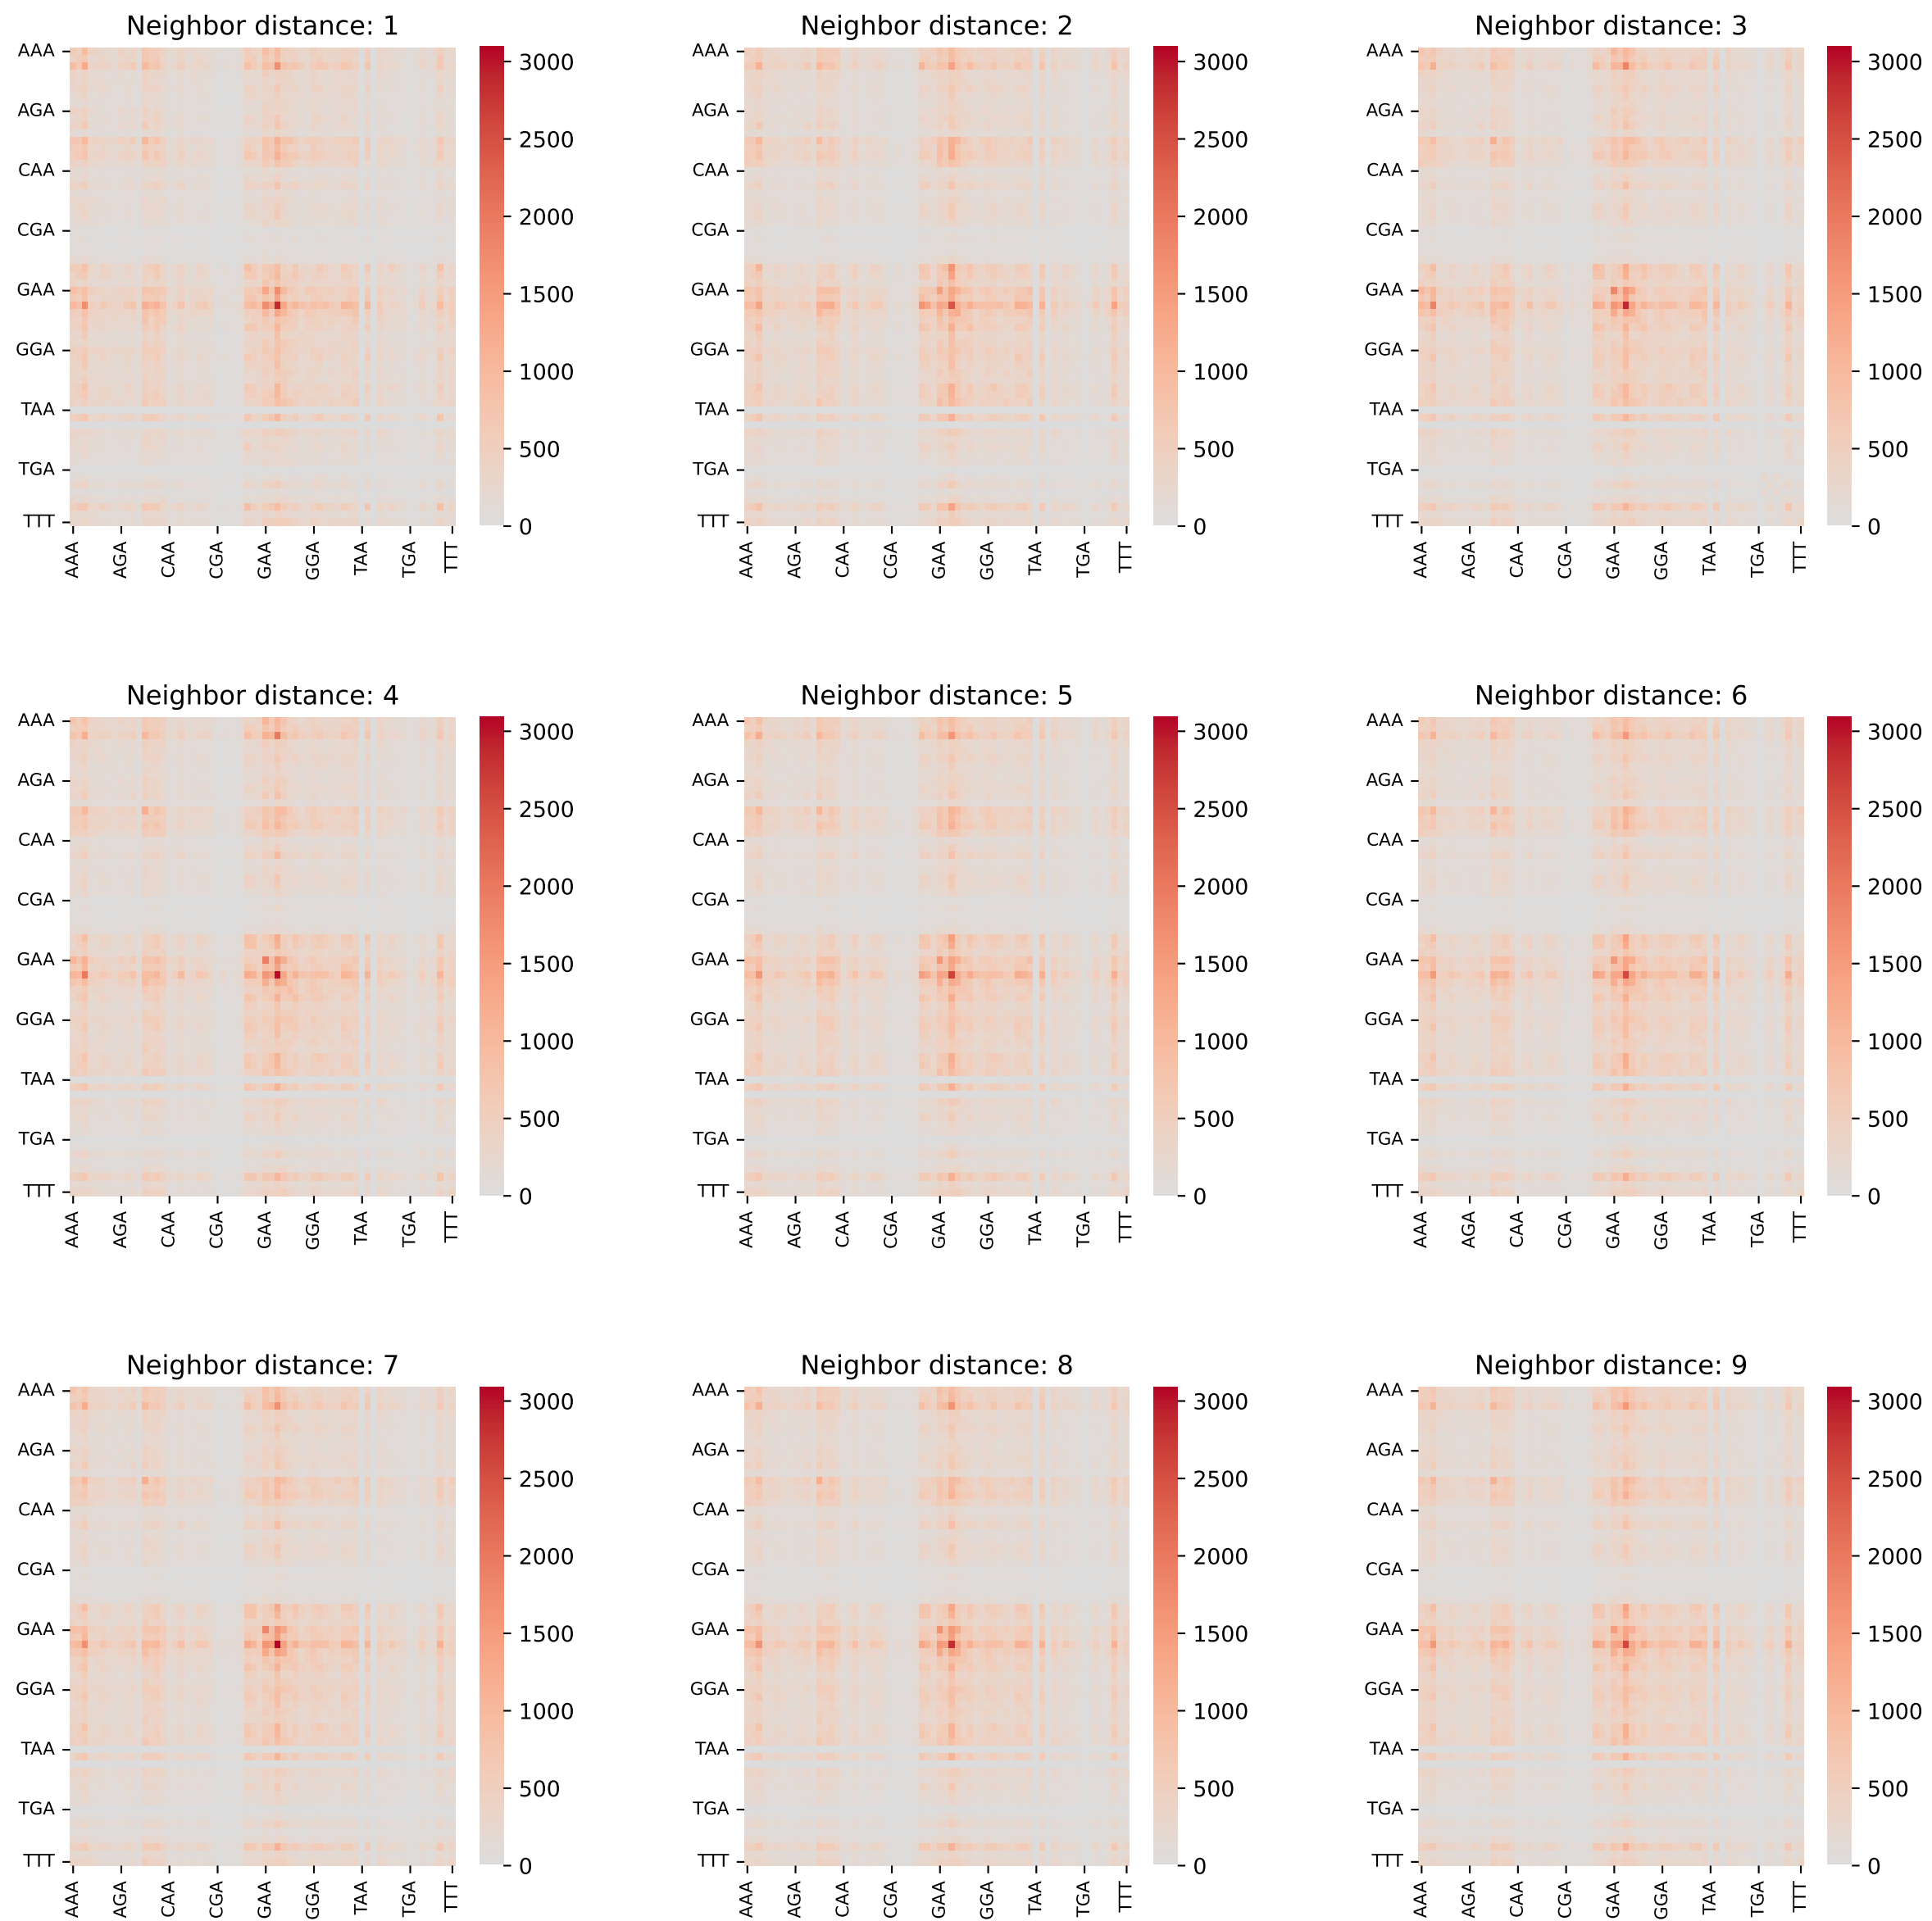 Neighbor distance: 1
AAA
AGA
CAA
CGA
GAA
GGA
TAA
TGA
TTT
AAA AGA CAA CGA GAA GGA TAA TGA TTT
3000
2500
2000
1500
1000
500
0
Neighbor distance: 2
AAA
AGA
CAA
CGA
GAA
GGA
TAA
TGA
TTT
AAA AGA CAA CGA GAA GGA TAA TGA TTT
3000
2500
2000
1500
1000
500
0
Neighbor distance: 3
AAA
AGA
CAA
CGA
GAA
GGA
TAA
TGA
TTT
AAA AGA CAA CGA GAA GGA TAA TGA TTT
3000
2500
2000
1500
1000
500
0
Neighbor distance: 4
AAA
AGA
CAA
CGA
GAA
GGA
TAA
TGA
TTT
AAA AGA CAA CGA GAA GGA TAA TGA TTT
3000
2500
2000
1500
1000
500
0
Neighbor distance: 5
AAA
AGA
CAA
CGA
GAA
GGA
TAA
TGA
TTT
AAA AGA CAA CGA GAA GGA TAA TGA TTT
3000
2500
2000
1500
1000
500
0
Neighbor distance: 6
AAA
AGA
CAA
CGA
GAA
GGA
TAA
TGA
TTT
AAA AGA CAA CGA GAA GGA TAA TGA TTT
3000
2500
2000
1500
1000
500
0
Neighbor distance: 7
AAA
AGA
CAA
CGA
GAA
GGA
TAA
TGA
TTT
AAA AGA CAA CGA GAA GGA TAA TGA TTT
3000
2500
2000
1500
1000
500
0
Neighbor distance: 8
AAA
AGA
CAA
CGA
GAA
GGA
TAA
TGA
TTT
AAA AGA CAA CGA GAA GGA TAA TGA TTT
3000
2500
2000
1500
1000
500
0
Neighbor distance: 9
AAA
AGA
CAA
CGA
GAA
GGA
TAA
TGA
TTT
AAA AGA CAA CGA GAA GGA TAA TGA TTT
3000
2500
2000
1500
1000
500
0